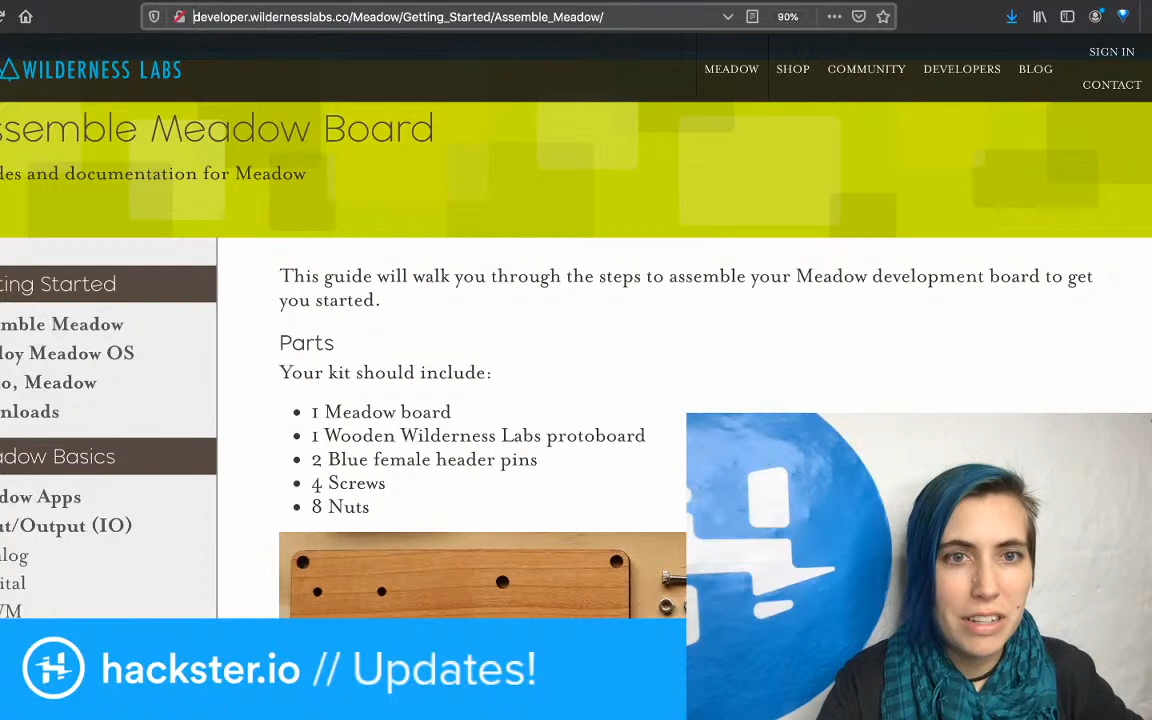 developer.wildernesslabs.co/Meadow/Getting_Started/Assemble_Meadow/
90%
WILDERNESS LABS
MEADOW
SHOP
COMMUNITY
DEVELOPERS
BLOG
SIGN IN
CONTACT
ssemble Meadow Board
des and documentation for Meadow
ting Started
mble Meadow
loy Meadow OS
o, Meadow
nloads
adow Basics
dow Apps
ut/Output (IO)
alog
ital
WM
This guide will walk you through the steps to assemble your Meadow development board to get
you started.
Parts
Your kit should include:
• 1 Meadow board
• 1 Wooden Wilderness Labs protoboard
• 2 Blue female header pins
• 4 Screws
• 8 Nuts
hackster.io // Updates!